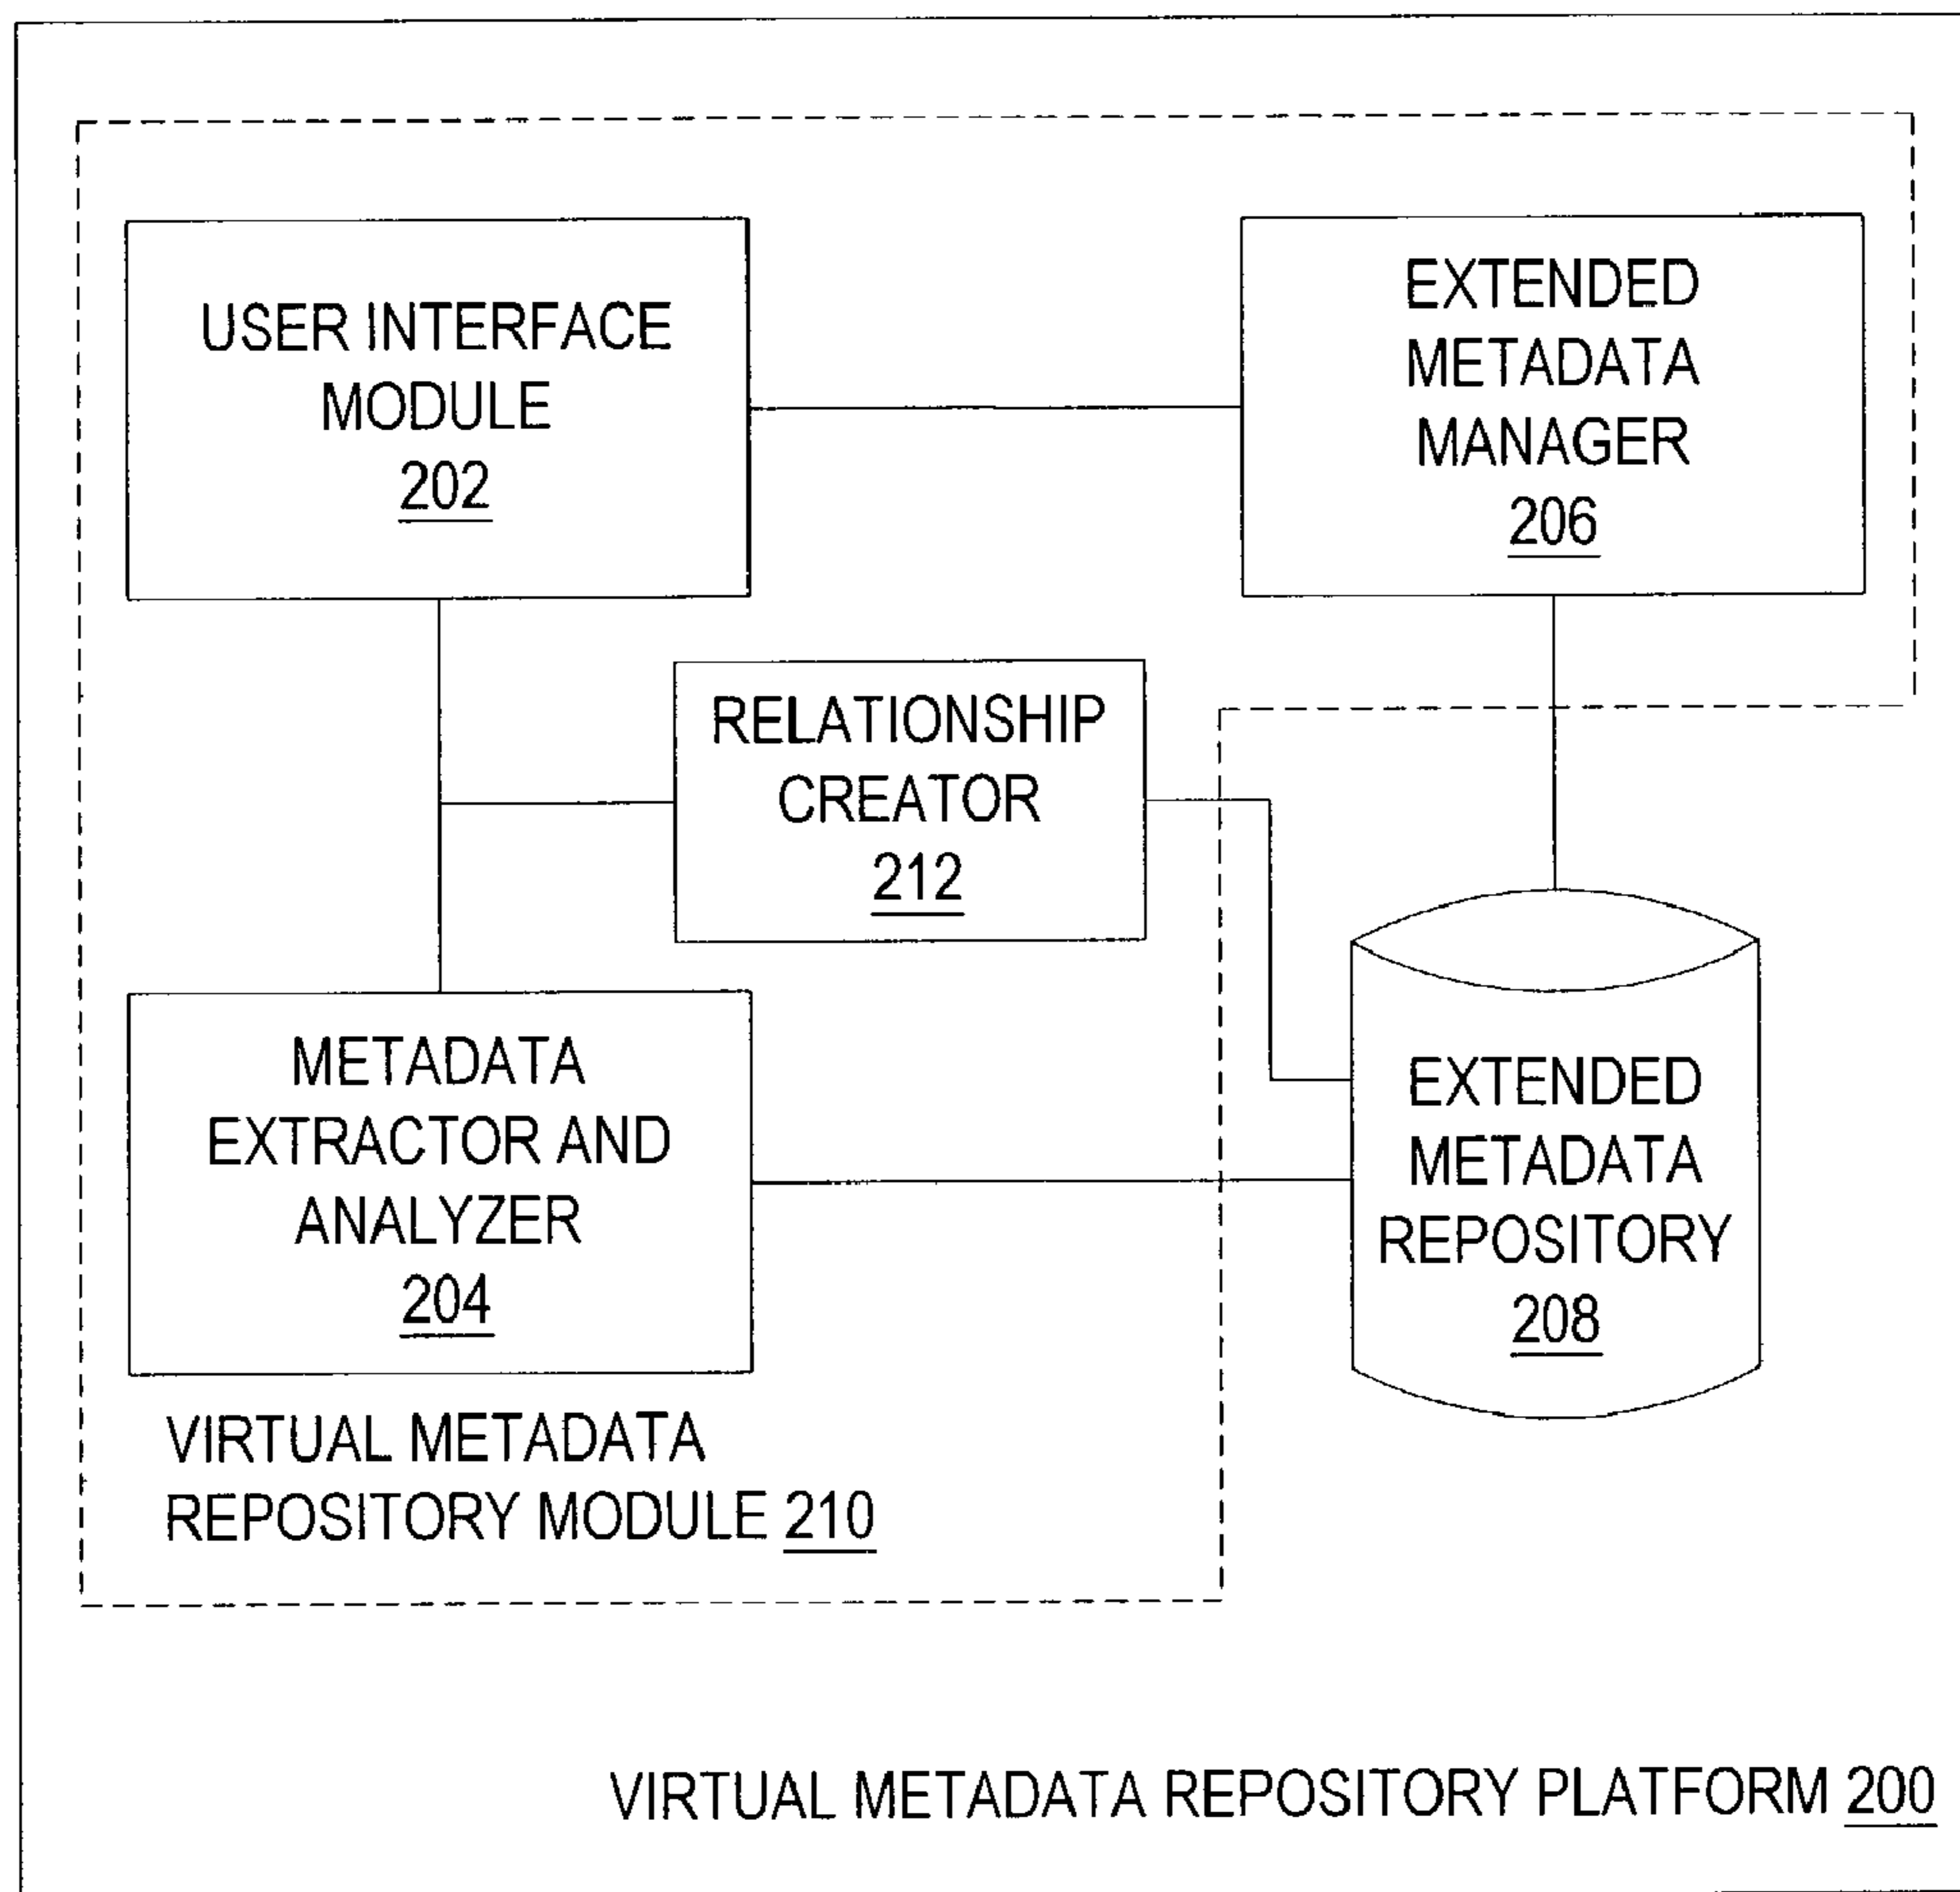 USER INTERFACE
MODULE
202
EXTENDED
METADATA
MANAGER
206
RELATIONSHIP
CREATOR
212
METADATA
EXTRACTOR AND
ANALYZER
204
EXTENDED
METADATA
REPOSITORY
208
VIRTUAL METADATA
REPOSITORY MODULE 210
VIRTUAL METADATA REPOSITORY PLATFORM 200